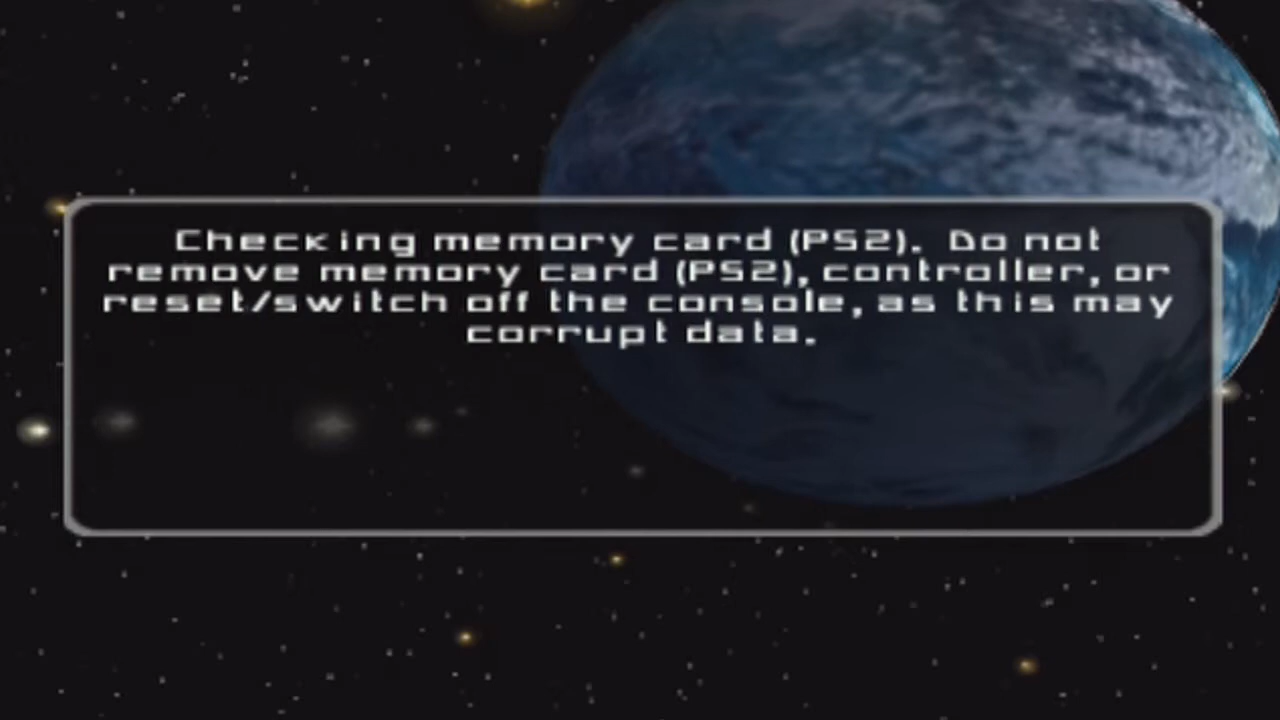 Checking memory card (PS2). Do not
remove memory card (PS2), controller, or
reset/switch off the console, as this may
corrupt data.